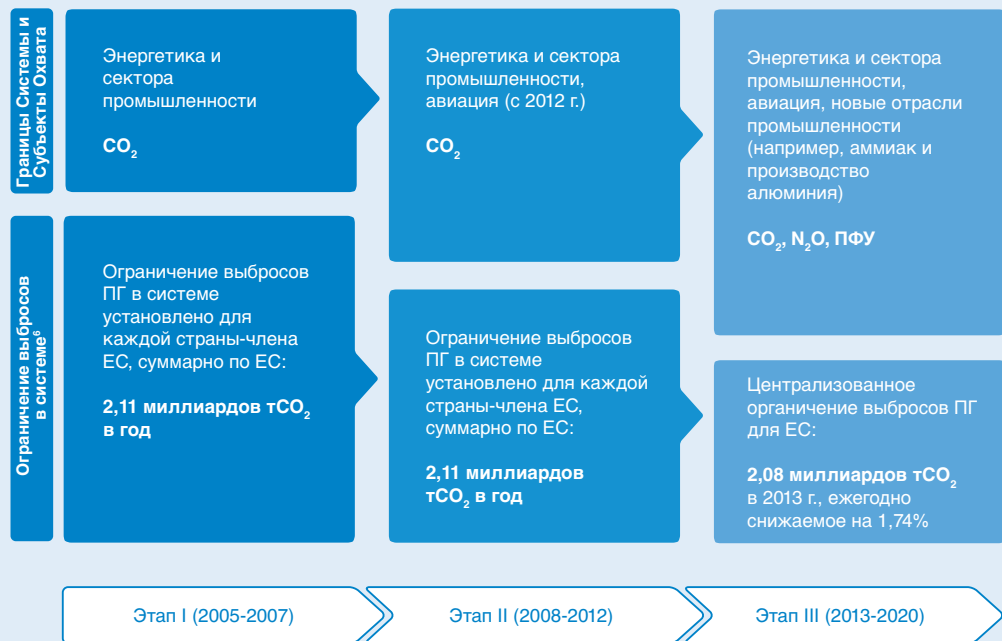 Границы Системы и
Субъекты Охвата
Энергетика и
сектора
промышленности
CO₂
Энергетика и сектора
промышленности,
авиация (с 2012 г.)
CO₂
Энергетика и сектора
промышленности,
авиация, новые отрасли
промышленности
(например, аммиак и
производство
алюминия)
CO₂, N₂O, ПФУ
Ограничение выбросов
в системе⁶
Ограничение выбросов
ПГ в системе
установлено для
каждой страны-члена
ЕС, суммарно по ЕС:
2,11 миллиардов тCO₂
в год
Ограничение выбросов
ПГ в системе
установлено для каждой
страны-члена ЕС,
суммарно по ЕС:
2,11 миллиардов
тCO₂ в год
Централизованное
органичение выбросов ПГ
для ЕС:
2,08 миллиардов тCO₂
в 2013 г., ежегодно
снижаемое на 1,74%
Этап I (2005-2007)
Этап II (2008-2012)
Этап III (2013-2020)